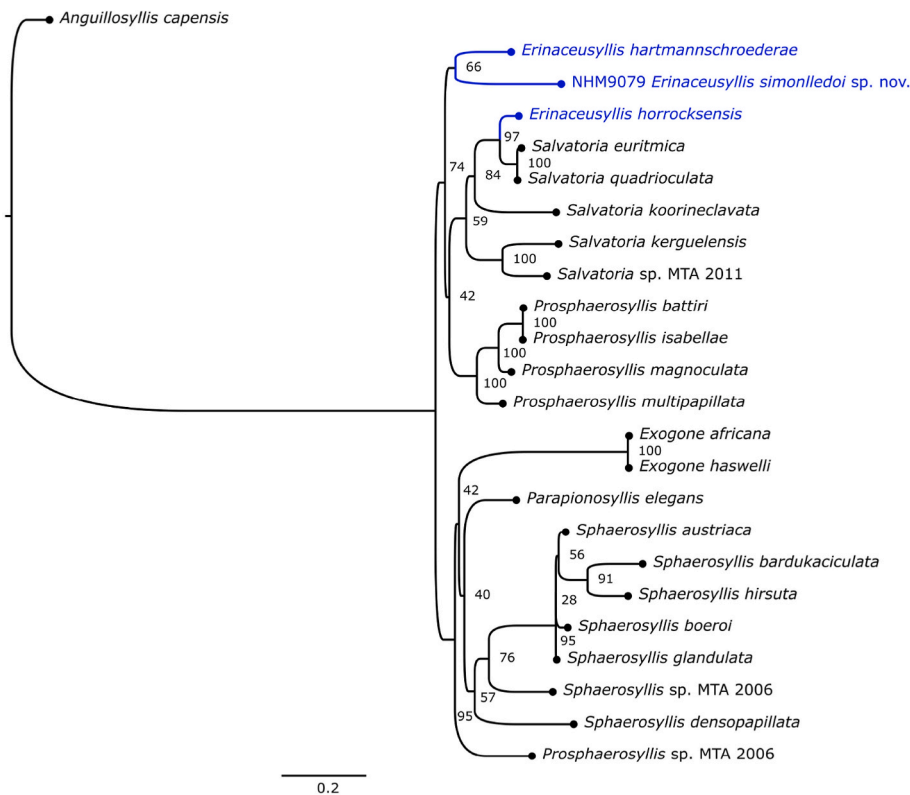 Anguillosyllis capensis
Erinaceusyllis hartmannschroederae
66
NHM9079 Erinaceusyllis simonlledoi sp. nov.
Erinaceusyllis horrocksensis
97
Salvatoria euritmica
74
100
84
Salvatoria quadrioculata
Salvatoria koorineclavata
59
Salvatoria kerguelensis
100
Salvatoria sp. MTA 2011
42
Prosphaerosyllis battiri
100
Prosphaerosyllis isabellae
100
Prosphaerosyllis magnoculata
100
Prosphaerosyllis multipapillata
Exogone africana
100
Exogone haswelli
42
Parapionosyllis elegans
Sphaerosyllis austriaca
56
Sphaerosyllis bardukaciculata
91
40
28
Sphaerosyllis hirsuta
Sphaerosyllis boeroi
95
76
Sphaerosyllis glandulata
Sphaerosyllis sp. MTA 2006
57
95
Sphaerosyllis densopapillata
Prosphaerosyllis sp. MTA 2006
0.2